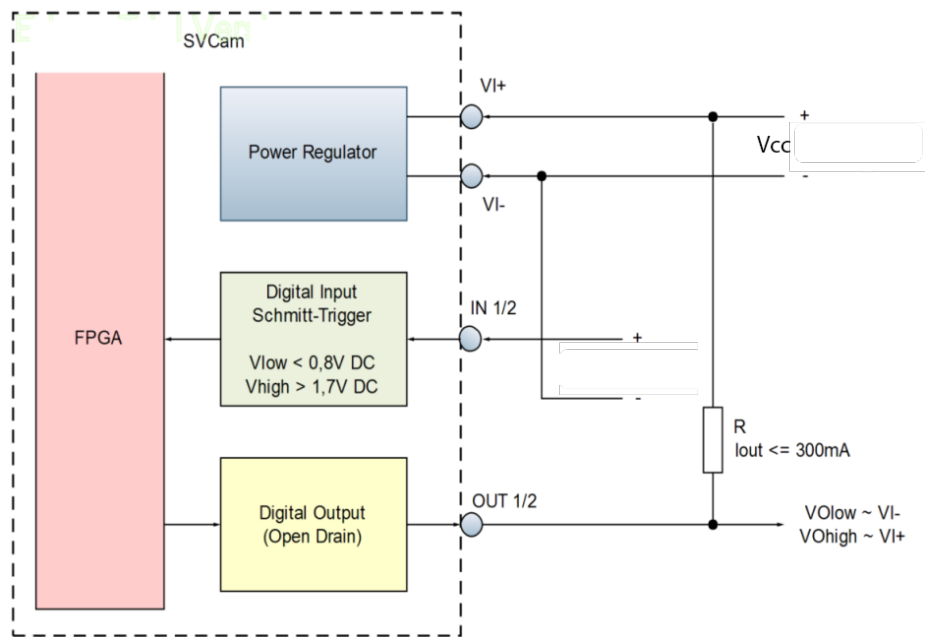 SVCam
VI+
+
Power Regulator
Vcc
-
VI-
Digital Input
Schmitt-Trigger
IN 1/2
+
FPGA
Vlow < 0,8V DC
Vhigh > 1,7V DC
-
R
Iout <= 300mA
OUT 1/2
Digital Output
(Open Drain)
VOlow ~ VI-
VOhigh ~ VI+